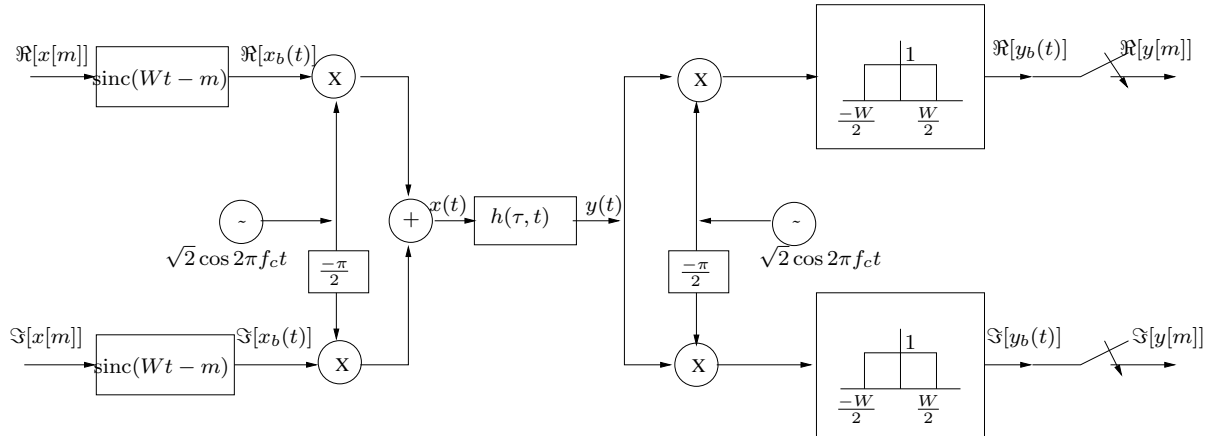 ℜ[x[m]]
sinc(Wt − m)
ℜ[x_b(t)]
X
X
1
−W/2
W/2
ℜ[y_b(t)]
ℜ[y[m]]
~
√2 cos 2πf_c t
−π/2
+
x(t)
h(τ, t)
y(t)
−π/2
~
√2 cos 2πf_c t
ℑ[x[m]]
sinc(Wt − m)
ℑ[x_b(t)]
X
X
1
−W/2
W/2
ℑ[y_b(t)]
ℑ[y[m]]